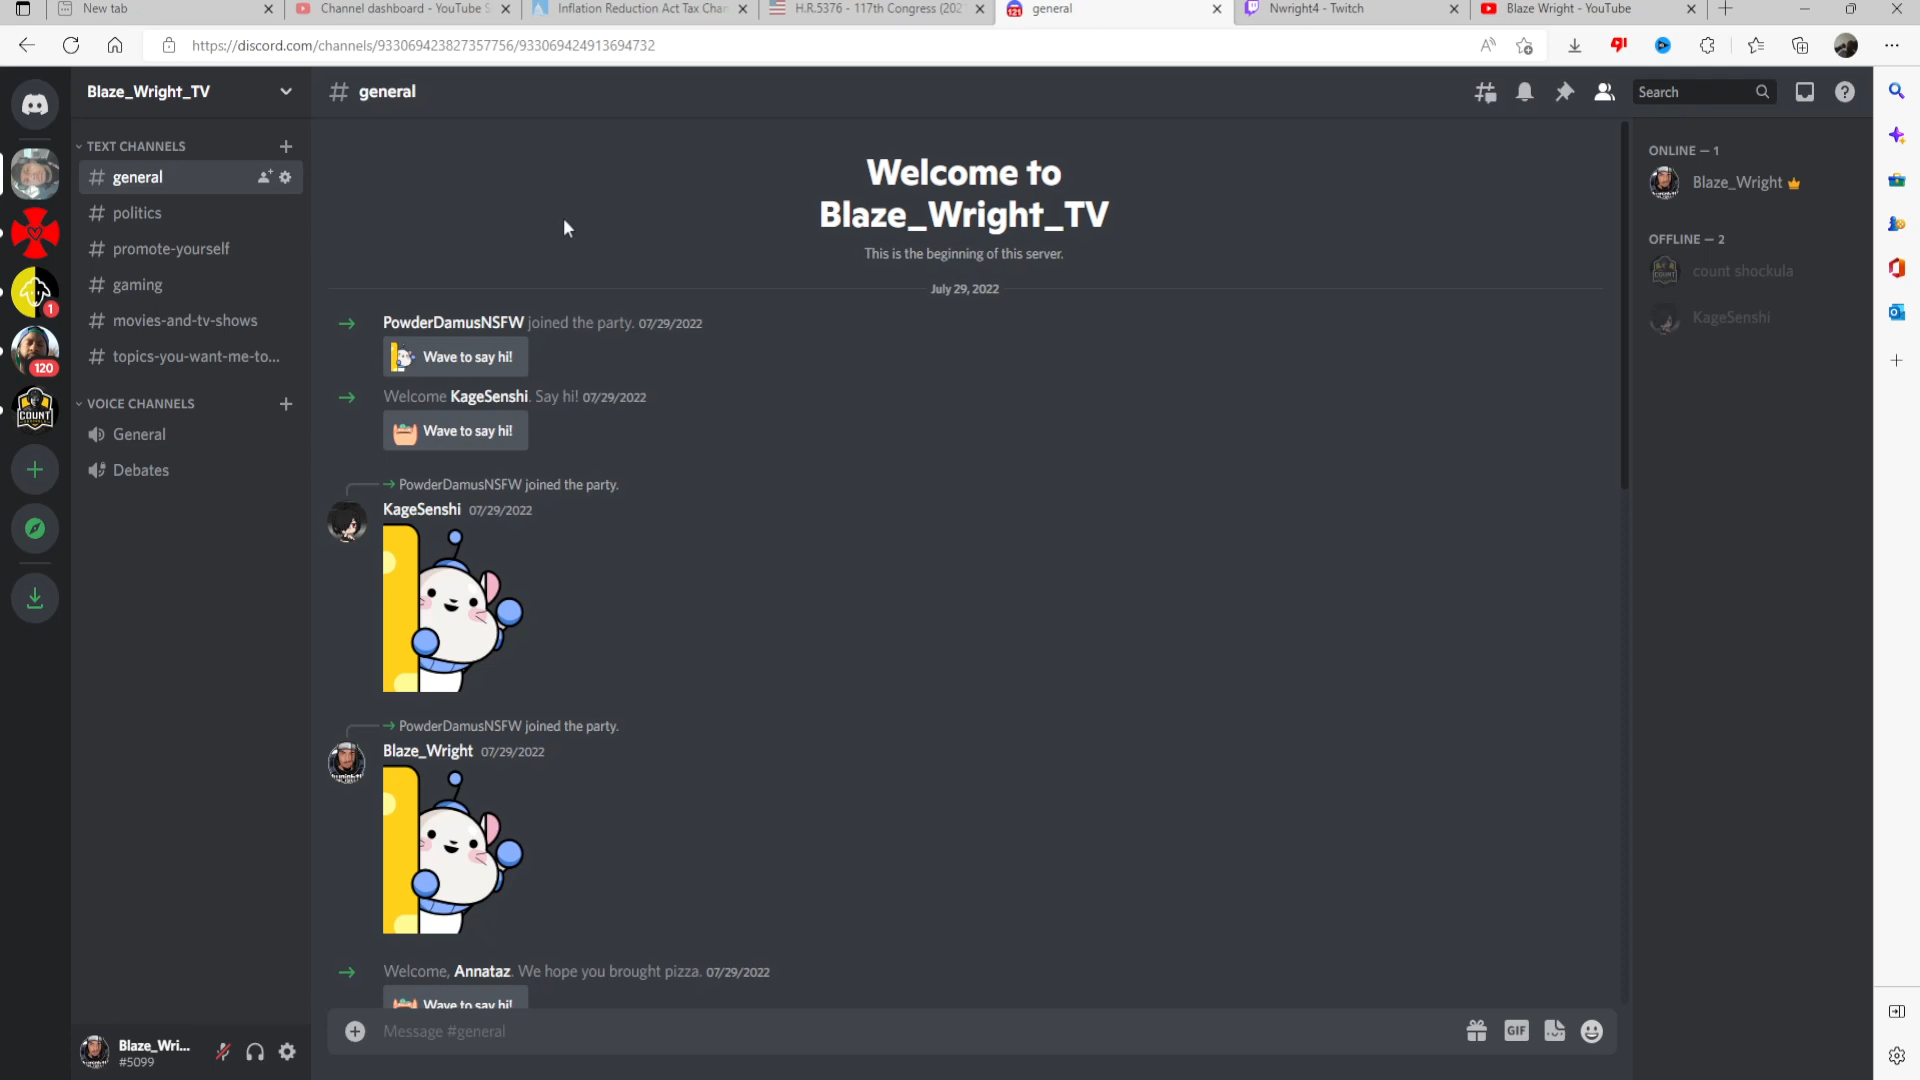 New tab
Channel dashboard - YouTube S
Inflation Reduction Act Tax Chan
H.R.5376 - 117th Congress (202
121
general
Nwright4 - Twitch
Blaze Wright - YouTube
https://discord.com/channels/933069423827357756/933069424913694732
Blaze_Wright_TV
# general
Search
TEXT CHANNELS
general
politics
promote-yourself
gaming
movies-and-tv-shows
topics-you-want-me-to...
VOICE CHANNELS
General
Debates
1
120
COUNT
Welcome to
Blaze_Wright_TV
This is the beginning of this server.
July 29, 2022
PowderDamusNSFW joined the party. 07/29/2022
Wave to say hi!
Welcome KageSenshi. Say hi! 07/29/2022
Wave to say hi!
PowderDamusNSFW joined the party.
KageSenshi 07/29/2022
PowderDamusNSFW joined the party.
Blaze_Wright 07/29/2022
Welcome, Annataz. We hope you brought pizza. 07/29/2022
Wave to say hi!
Message #general
GIF
ONLINE — 1
Blaze_Wright
OFFLINE — 2
COUNT
count shockula
KageSenshi
Blaze_Wri...
#5099